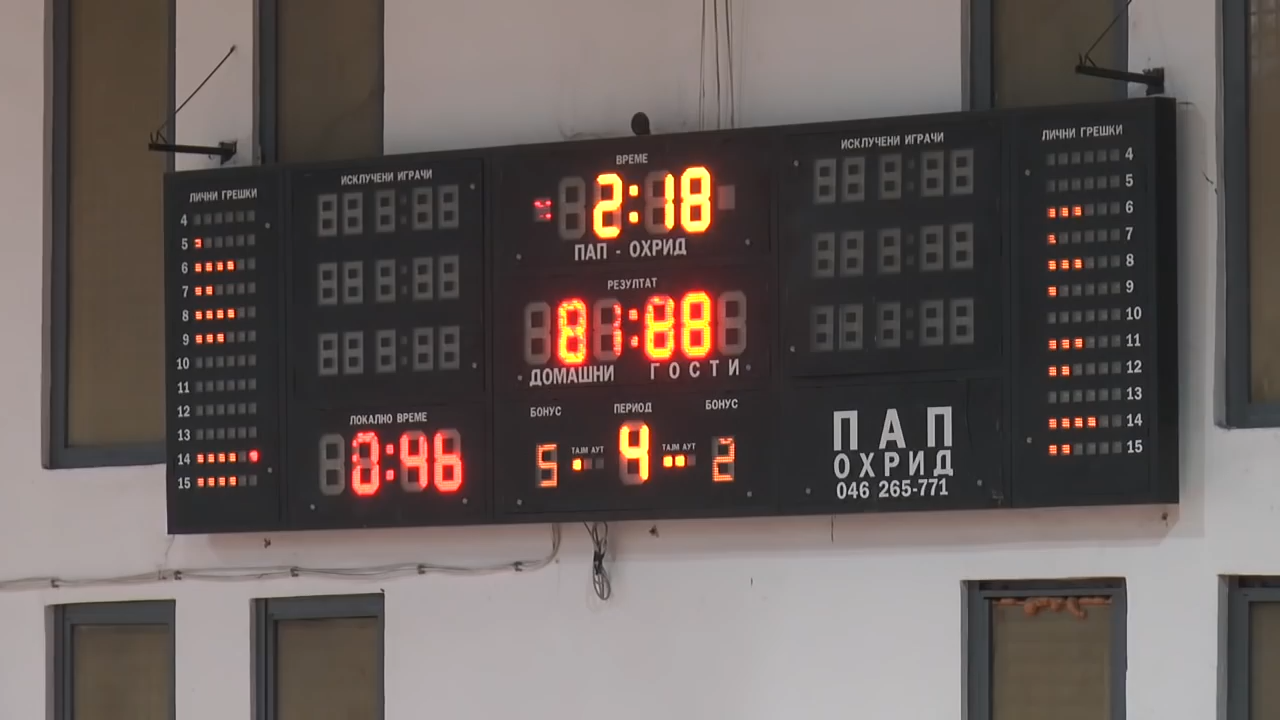 ЛИЧНИ ГРЕШКИ
4
5
6
7
8
9
10
11
12
13
14
15
ИСКЛУЧЕНИ ИГРАЧИ
ЛОКАЛНО ВРЕМЕ
0:46
ВРЕМЕ
2:18
ПАП - ОХРИД
РЕЗУЛТАТ
81:88
ДОМАШНИ ГОСТИ
БОНУС ПЕРИОД БОНУС
5 ТАЈМ АУТ 4 ТАЈМ АУТ 2
ИСКЛУЧЕНИ ИГРАЧИ
ПАП
ОХРИД
046 265-771
ЛИЧНИ ГРЕШКИ
4
5
6
7
8
9
10
11
12
13
14
15